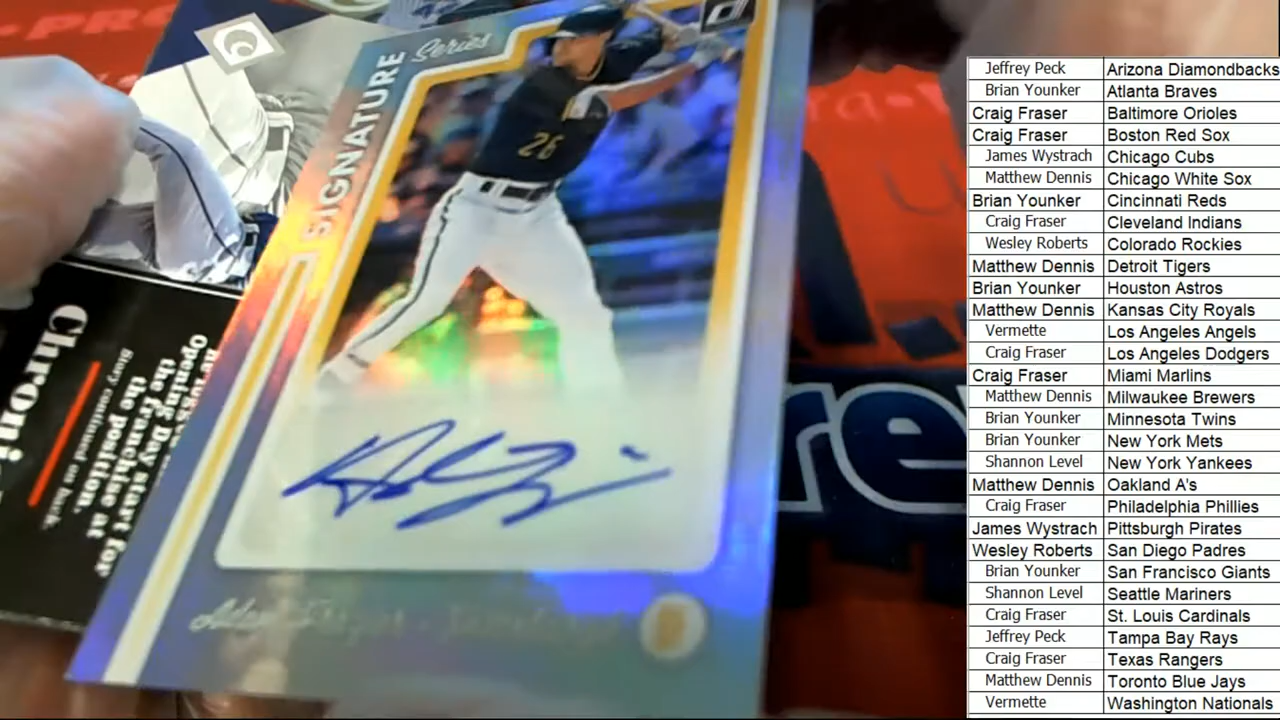 SIGNATURE Series
26
Chroni
Opening Day start for
the franchise at
the position.
Story continued on back.
re
Jeffrey Peck Arizona Diamondbacks
Brian Younker Atlanta Braves
Craig Fraser Baltimore Orioles
Craig Fraser Boston Red Sox
James Wystrach Chicago Cubs
Matthew Dennis Chicago White Sox
Brian Younker Cincinnati Reds
Craig Fraser Cleveland Indians
Wesley Roberts Colorado Rockies
Matthew Dennis Detroit Tigers
Brian Younker Houston Astros
Matthew Dennis Kansas City Royals
Vermette Los Angeles Angels
Craig Fraser Los Angeles Dodgers
Craig Fraser Miami Marlins
Matthew Dennis Milwaukee Brewers
Brian Younker Minnesota Twins
Brian Younker New York Mets
Shannon Level New York Yankees
Matthew Dennis Oakland A's
Craig Fraser Philadelphia Phillies
James Wystrach Pittsburgh Pirates
Wesley Roberts San Diego Padres
Brian Younker San Francisco Giants
Shannon Level Seattle Mariners
Craig Fraser St. Louis Cardinals
Jeffrey Peck Tampa Bay Rays
Craig Fraser Texas Rangers
Matthew Dennis Toronto Blue Jays
Vermette Washington Nationals